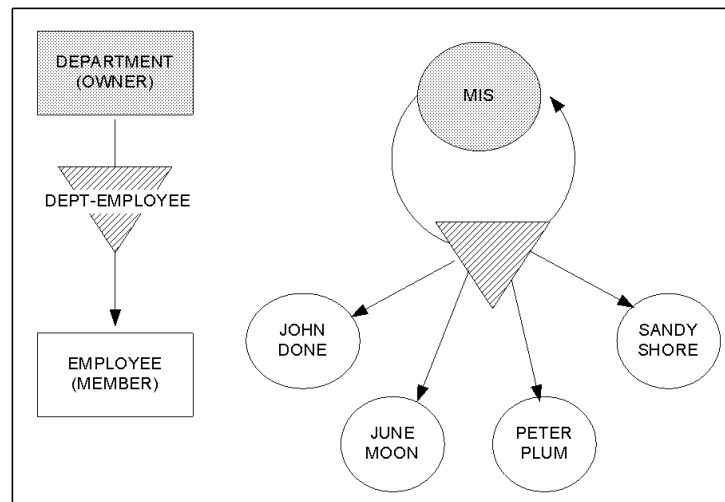 DEPARTMENT
(OWNER)
DEPT-EMPLOYEE
EMPLOYEE
(MEMBER)
MIS
JOHN
DONE
JUNE
MOON
PETER
PLUM
SANDY
SHORE